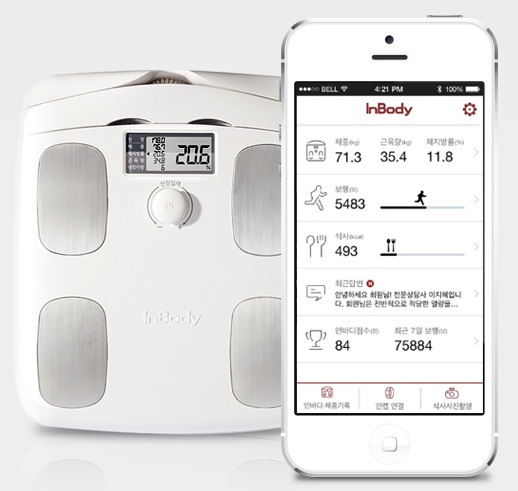 20.6
%
신장입력
InBody
BELL
4:21 PM
100%
InBody
체중(kg) 근육량(kg) 체지방률(%)
71.3 35.4 11.8
보행(보)
5483
식사(kcal)
493
최근답변 N
안녕하세요 회원님! 전문상담사 이지혜입니
다. 회원님은 전반적으로 적당한 열량을...
인바디점수(점) 최근 7일 보행(보)
84 75884
인바디·체중기록 인랩 연결 식사사진촬영